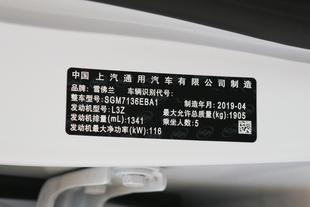 中国 上汽通用汽车有限公司制造
品牌：雪佛兰 车辆识别代号：
整车型号：SGM7136EBA1
发动机型号：L3Z 制造年月：2019-04
发动机排量(mL)：1341 最大允许总质量(kg)：1905
发动机最大净功率(kW)：116 乘坐人数：5